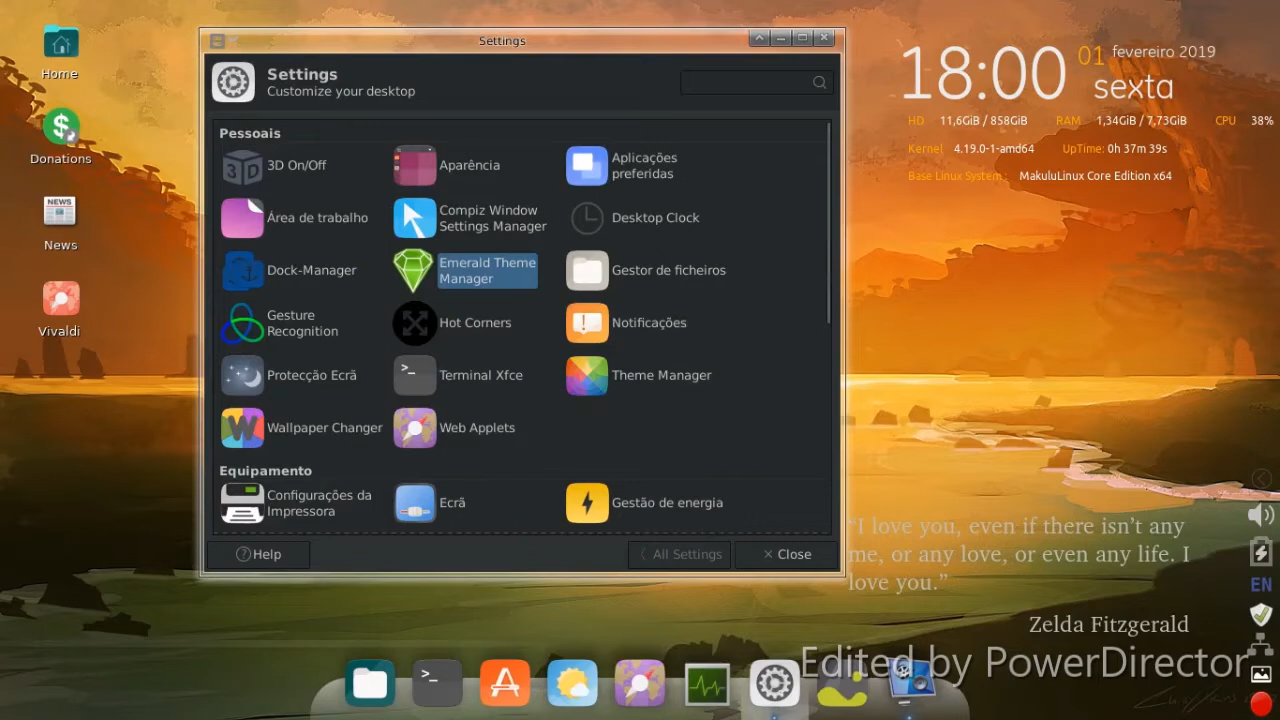 Home
Donations
NEWS
News
Vivaldi
Settings
Settings
Customize your desktop
Pessoais
3D
3D On/Off
Aparência
Aplicações
preferidas
Área de trabalho
Compiz Window
Settings Manager
Desktop Clock
Dock-Manager
Emerald Theme
Manager
Gestor de ficheiros
Gesture
Recognition
Hot Corners
Notificações
Protecção Ecrã
Terminal Xfce
Theme Manager
Wallpaper Changer
Web Applets
Equipamento
Configurações da
Impressora
Ecrã
Gestão de energia
Help
All Settings
Close
18:00 01 fevereiro 2019
sexta
HD 11,6GiB / 858GiB RAM 1,34GiB / 7,73GiB CPU 38%
Kernel 4.19.0-1-amd64 UpTime: 0h 37m 39s
Base Linux System : MakuluLinux Core Edition x64
“I love you, even if there isn’t any
me, or any love, or even any life. I
love you.”
Zelda Fitzgerald
EN
Edited by PowerDirector